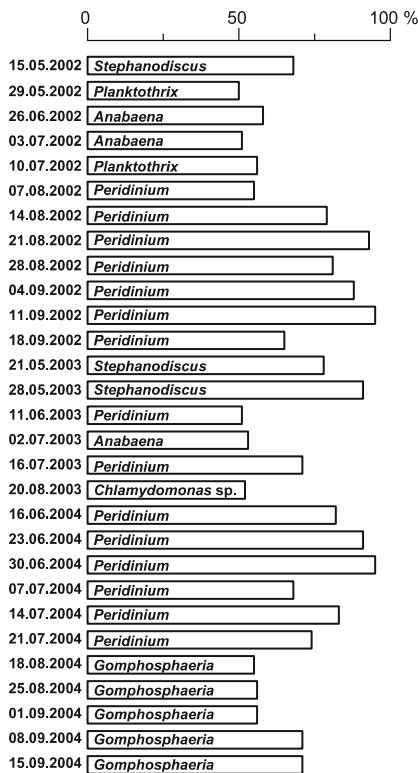 0 50 100 %
15.05.2002 Stephanodiscus
29.05.2002 Planktothrix
26.06.2002 Anabaena
03.07.2002 Anabaena
10.07.2002 Planktothrix
07.08.2002 Peridinium
14.08.2002 Peridinium
21.08.2002 Peridinium
28.08.2002 Peridinium
04.09.2002 Peridinium
11.09.2002 Peridinium
18.09.2002 Peridinium
21.05.2003 Stephanodiscus
28.05.2003 Stephanodiscus
11.06.2003 Peridinium
02.07.2003 Anabaena
16.07.2003 Peridinium
20.08.2003 Chlamydomonas sp.
16.06.2004 Peridinium
23.06.2004 Peridinium
30.06.2004 Peridinium
07.07.2004 Peridinium
14.07.2004 Peridinium
21.07.2004 Peridinium
18.08.2004 Gomphosphaeria
25.08.2004 Gomphosphaeria
01.09.2004 Gomphosphaeria
08.09.2004 Gomphosphaeria
15.09.2004 Gomphosphaeria